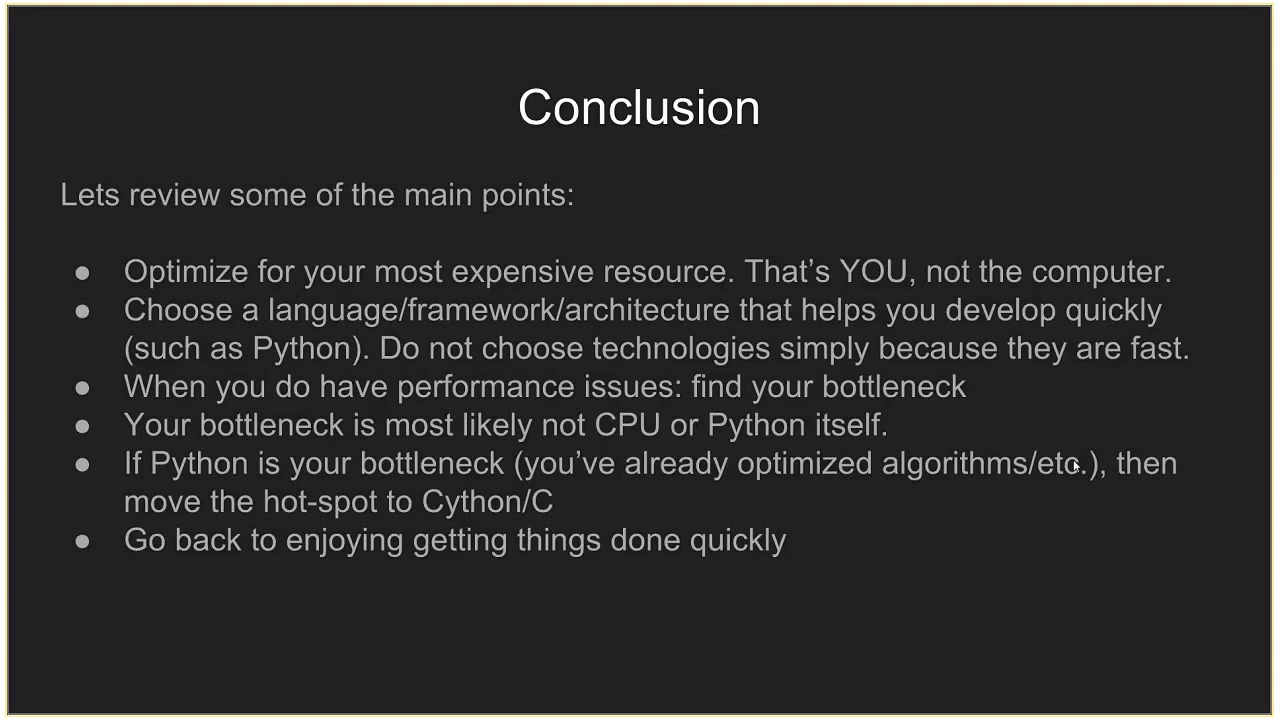 Conclusion
Lets review some of the main points:
● Optimize for your most expensive resource. That’s YOU, not the computer.
● Choose a language/framework/architecture that helps you develop quickly
(such as Python). Do not choose technologies simply because they are fast.
● When you do have performance issues: find your bottleneck
● Your bottleneck is most likely not CPU or Python itself.
● If Python is your bottleneck (you’ve already optimized algorithms/etc.), then
move the hot-spot to Cython/C
● Go back to enjoying getting things done quickly